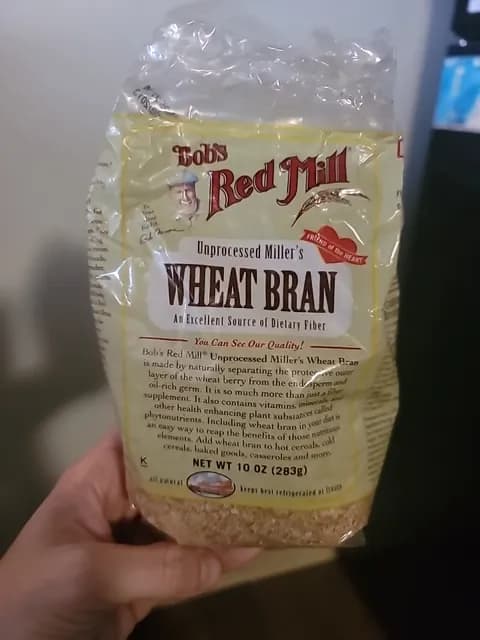 Bob's
Red Mill
FRIEND of the HEART
Unprocessed Miller's
WHEAT BRAN
An Excellent Source of Dietary Fiber
You Can See Our Quality!
Bob's Red Mill® Unprocessed Miller's Wheat Bran
is made by naturally separating the protective outer
layer of the wheat berry from the endosperm and
oil-rich germ. It is so much more than just a fiber
supplement. It also contains vitamins, minerals, and
other health enhancing plant substances called
phytonutrients. Including wheat bran in your diet is
an easy way to reap the benefits of those nutritious
elements. Add wheat bran to hot cereals, cold
cereals, baked goods, casseroles and more.
K
NET WT 10 OZ (283g)
all natural
keeps best refrigerated or frozen